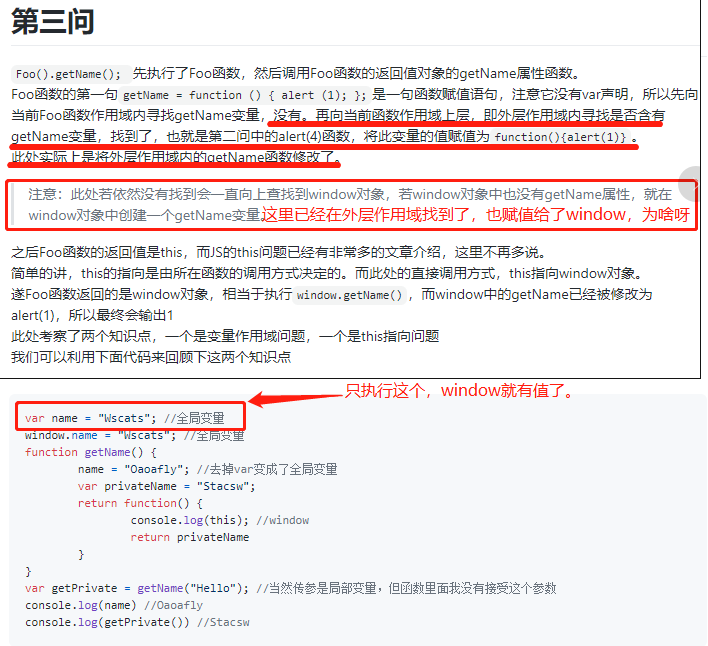 第三问
Foo().getName(); 先执行了Foo函数，然后调用Foo函数的返回值对象的getName属性函数。
Foo函数的第一句 getName = function () { alert (1); }; 是一句函数赋值语句，注意它没有var声明，所以先向
当前Foo函数作用域内寻找getName变量，没有。再向当前函数作用域上层，即外层作用域内寻找是否含有
getName变量，找到了，也就是第二问中的alert(4)函数，将此变量的值赋值为 function(){alert(1)} 。
此处实际上是将外层作用域内的getName函数修改了。
注意：此处若依然没有找到会一直向上查找到window对象，若window对象中也没有getName属性，就在
window对象中创建一个getName变量。这里已经在外层作用域找到了，也赋值给了window，为啥呀
之后Foo函数的返回值是this，而JS的this问题已经有非常多的文章介绍，这里不再多说。
简单的讲，this的指向是由所在函数的调用方式决定的。而此处的直接调用方式，this指向window对象。
遂Foo函数返回的是window对象，相当于执行 window.getName() ，而window中的getName已经被修改为
alert(1)，所以最终会输出1
此处考察了两个知识点，一个是变量作用域问题，一个是this指向问题
我们可以利用下面代码来回顾下这两个知识点
只执行这个，window就有值了。
var name = "Wscats"; //全局变量
window.name = "Wscats"; //全局变量
function getName() {
name = "Oaoafly"; //去掉var变成了全局变量
var privateName = "Stacsw";
return function() {
console.log(this); //window
return privateName
}
}
var getPrivate = getName("Hello"); //当然传参是局部变量，但函数里面我没有接受这个参数
console.log(name) //Oaoafly
console.log(getPrivate()) //Stacsw